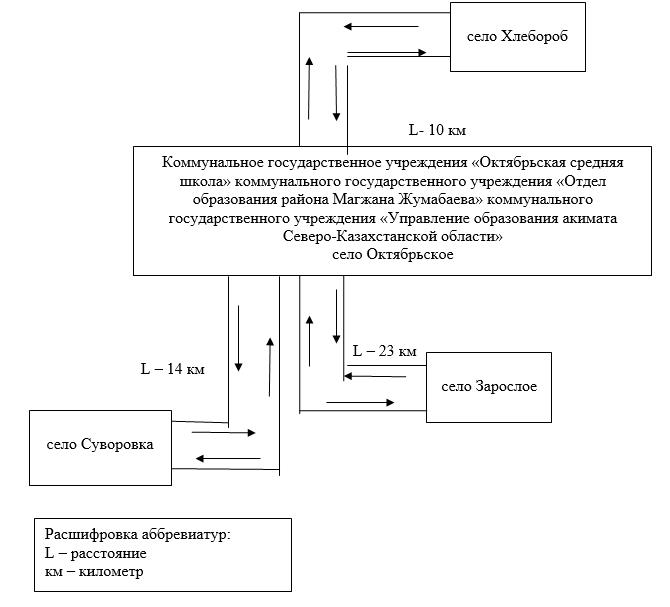 село Хлебороб
L- 10 км
Коммунальное государственное учреждения «Октябрьская средняя
школа» коммунального государственного учреждения «Отдел
образования района Магжана Жумабаева» коммунального
государственного учреждения «Управление образования акимата
Северо-Казахстанской области»
село Октябрьское
L – 23 км
L – 14 км
село Зарослое
село Суворовка
Расшифровка аббревиатур:
L – расстояние
км – километр